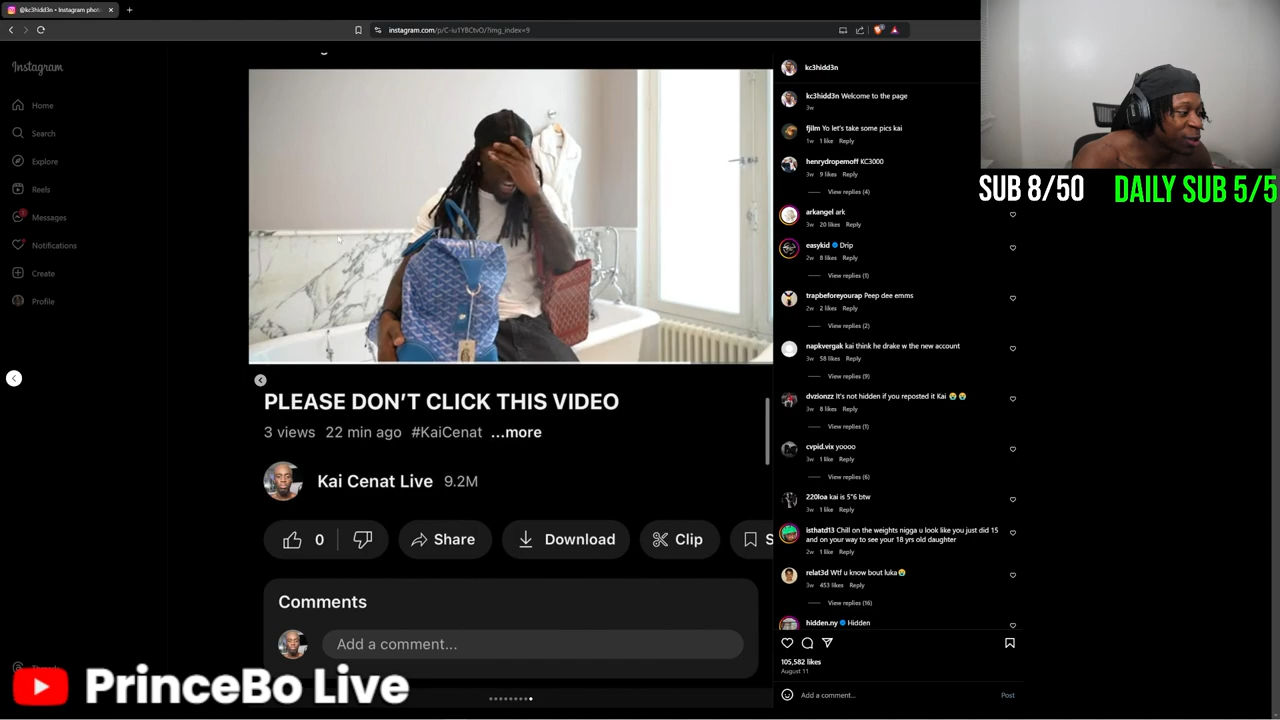 @kc3hidd3n • Instagram phot
instagram.com/p/C-iu1YBCtvO/?img_index=9
Instagram
Home
Search
Explore
Reels
Messages
Notifications
Create
Profile
PLEASE DON'T CLICK THIS VIDEO
3 views 22 min ago #KaiCenat ...more
Kai Cenat Live 9.2M
0
Share
Download
Clip
S
Comments
Add a comment...
PrinceBo Live
kc3hidd3n
kc3hidd3n Welcome to the page
3w
fjilm Yo let's take some pics kai
1w 1 like Reply
henrydropemoff KC3000
3w 9 likes Reply
View replies (4)
arkangel ark
3w 20 likes Reply
easykid Drip
2w 8 likes Reply
View replies (1)
trapbeforeyourap Peep dee emms
2w 2 likes Reply
View replies (2)
napkvergak kai think he drake w the new account
3w 58 likes Reply
View replies (9)
dvzionzz It's not hidden if you reposted it Kai 😭 😭
3w 8 likes Reply
View replies (1)
cvpid.vix yoooo
3w 1 like Reply
View replies (6)
220loa kai is 5"6 btw
3w 1 like Reply
isthatd13 Chill on the weights nigga u look like you just did 15
and on your way to see your 18 yrs old daughter
2w 1 like Reply
relat3d Wtf u know bout luka😭
3w 453 likes Reply
View replies (16)
hidden.ny Hidden
105,582 likes
August 11
Add a comment...
Post
SUB 8/50
DAILY SUB 5/5